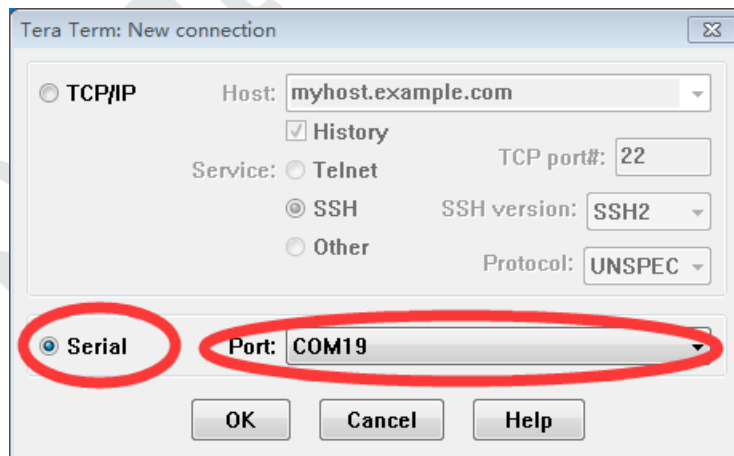 Tera Term: New connection
TCP/IP Host: myhost.example.com
History
Service: Telnet TCP port#: 22
SSH SSH version: SSH2
Other Protocol: UNSPEC
Serial Port: COM19
OK Cancel Help